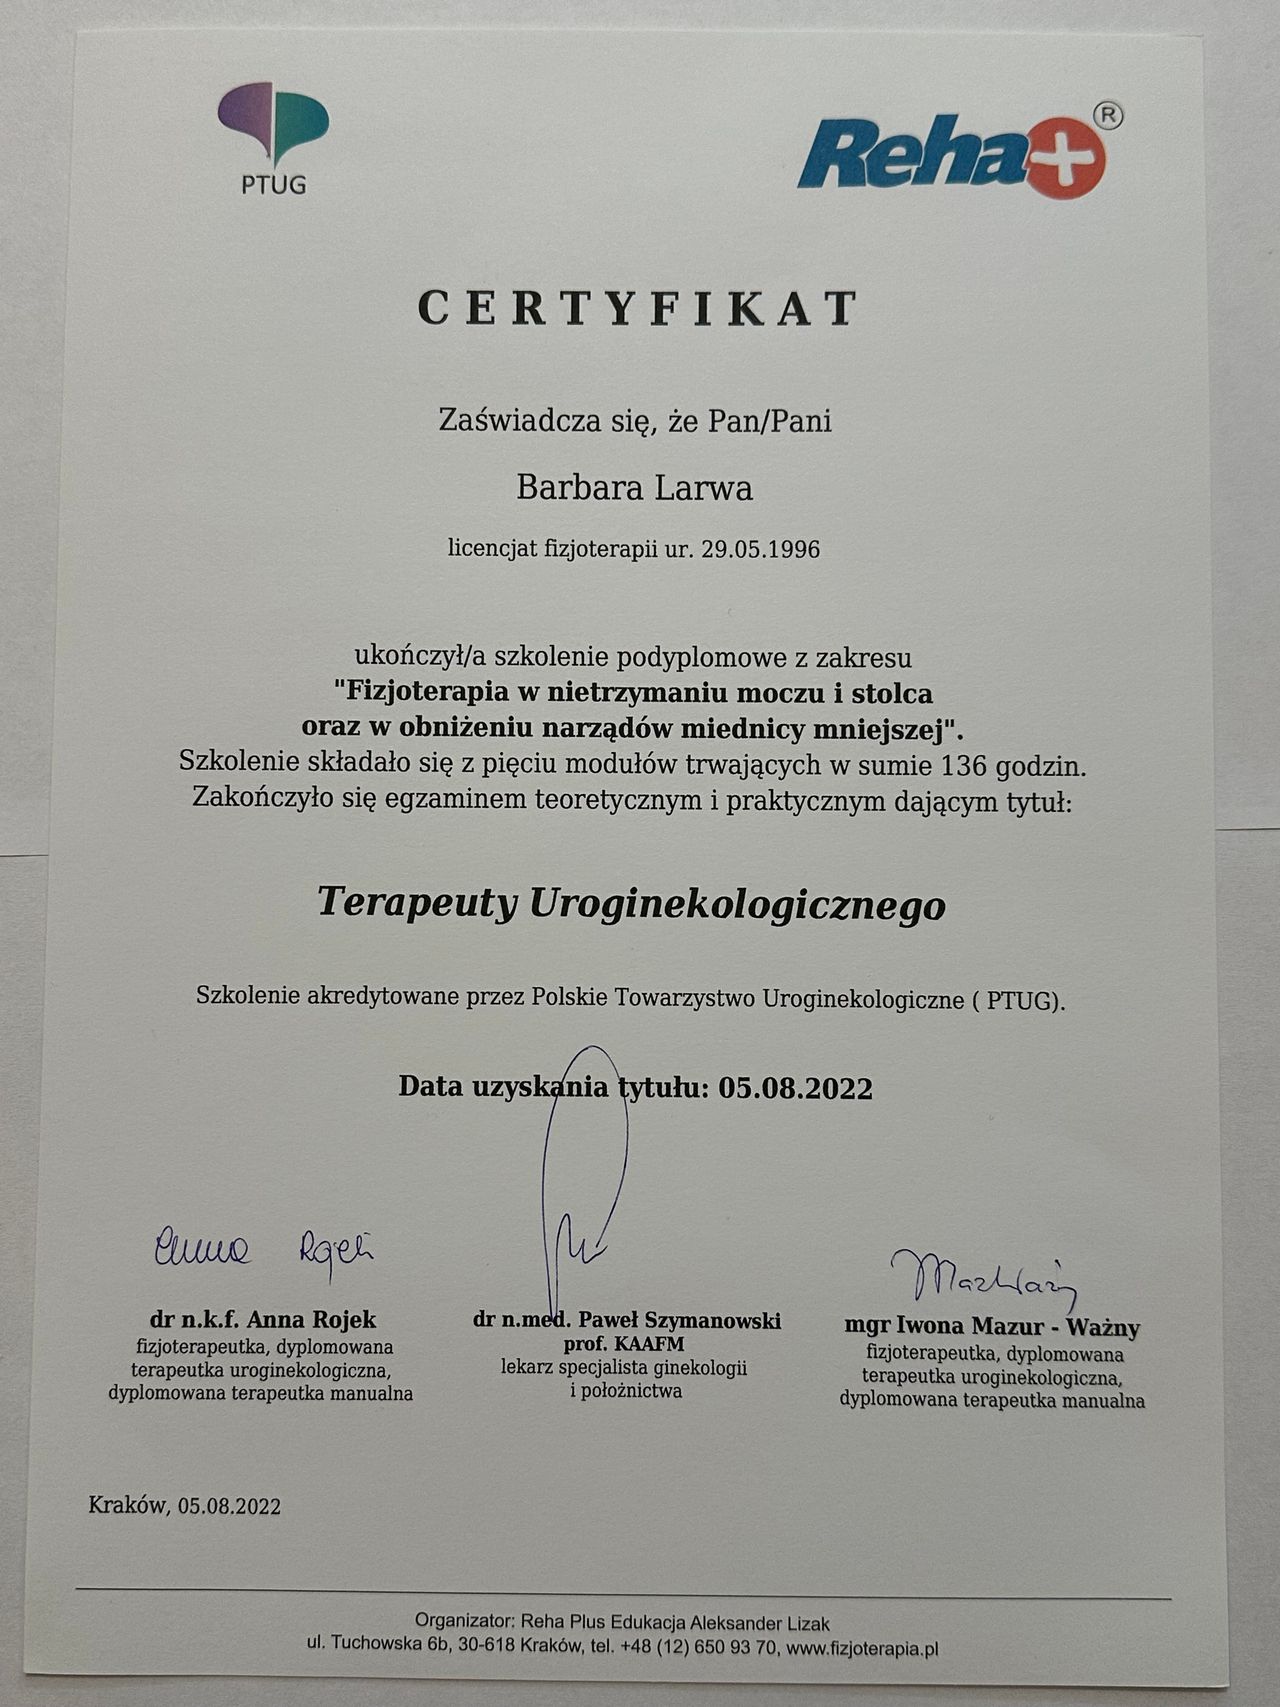 PTUG
Reha+®
CERTYFIKAT
Zaświadcza się, że Pan/Pani
Barbara Larwa
licencjat fizjoterapii ur. 29.05.1996
ukończył/a szkolenie podyplomowe z zakresu
"Fizjoterapia w nietrzymaniu moczu i stolca
oraz w obniżeniu narządów miednicy mniejszej".
Szkolenie składało się z pięciu modułów trwających w sumie 136 godzin.
Zakończyło się egzaminem teoretycznym i praktycznym dającym tytuł:
Terapeuty Uroginekologicznego
Szkolenie akredytowane przez Polskie Towarzystwo Uroginekologiczne ( PTUG).
Data uzyskania tytułu: 05.08.2022
Anna Rojek
dr n.k.f. Anna Rojek
fizjoterapeutka, dyplomowana
terapeutka uroginekologiczna,
dyplomowana terapeutka manualna
dr n.med. Paweł Szymanowski
prof. KAAFM
lekarz specjalista ginekologii
i położnictwa
mgr Iwona Mazur - Ważny
fizjoterapeutka, dyplomowana
terapeutka uroginekologiczna,
dyplomowana terapeutka manualna
Kraków, 05.08.2022
Organizator: Reha Plus Edukacja Aleksander Lizak
ul. Tuchowska 6b, 30-618 Kraków, tel. +48 (12) 650 93 70, www.fizjoterapia.pl